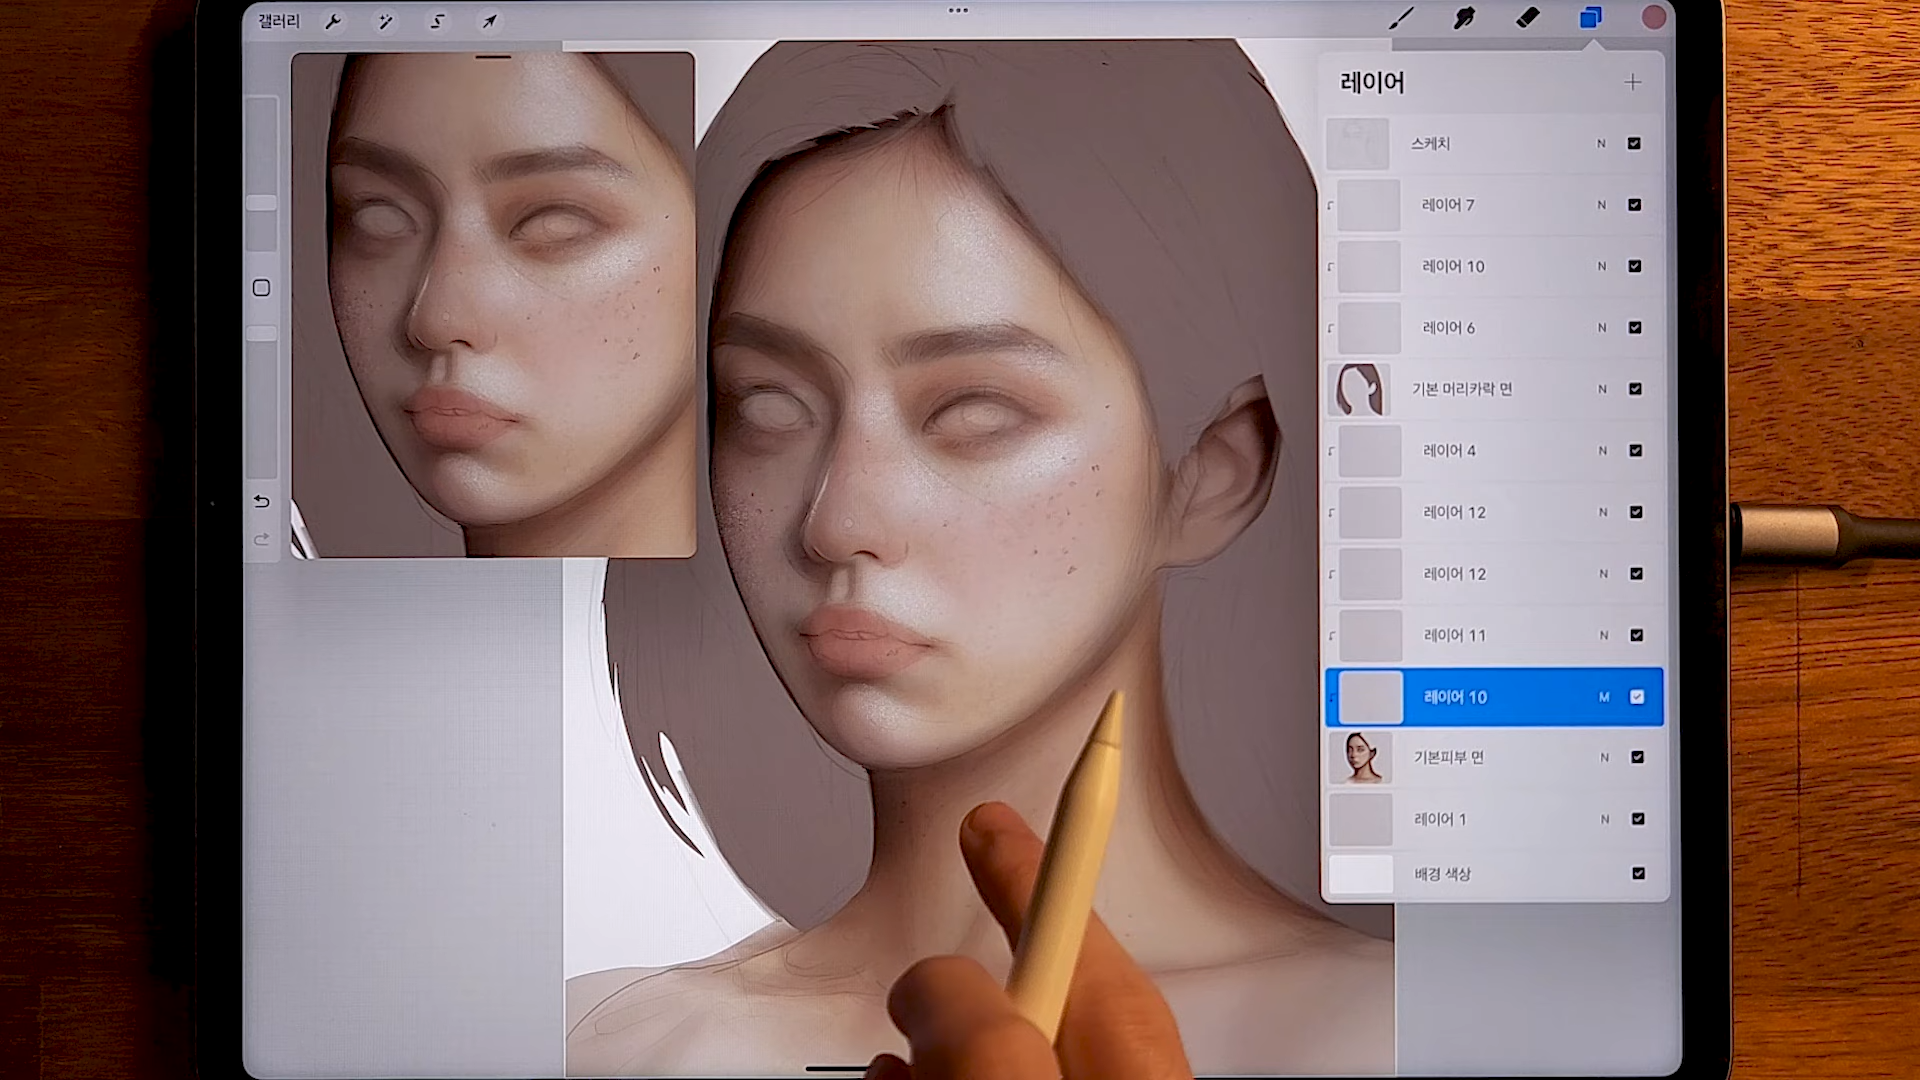 갤러리
레이어
스케치 N
레이어 7 N
레이어 10 N
레이어 6 N
기본 머리카락 면 N
레이어 4 N
레이어 12 N
레이어 12 N
레이어 11 N
레이어 10 M
기본피부 면 N
레이어 1 N
배경 색상